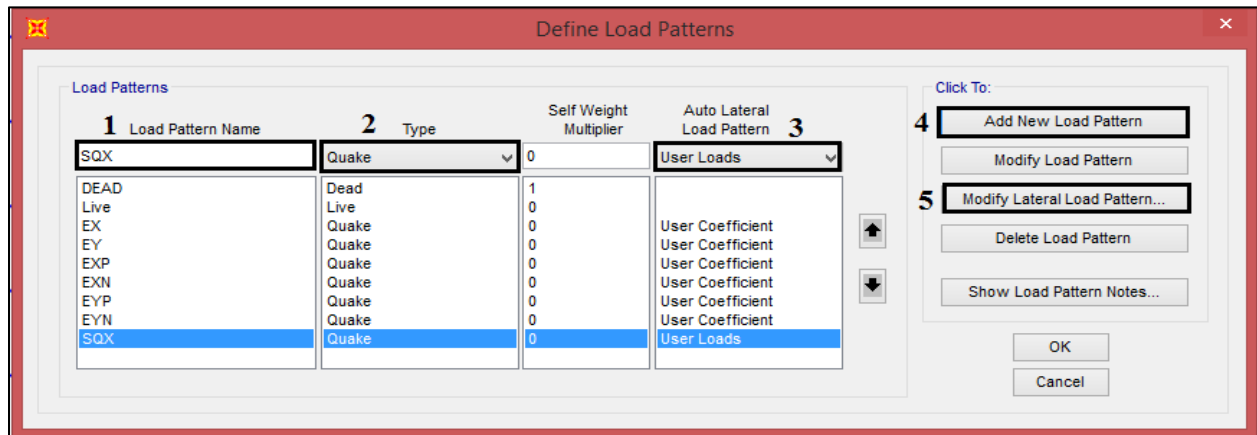 Define Load Patterns
Load Patterns
Click To:
1 Load Pattern Name
2 Type
Self Weight
Multiplier
Auto Lateral
Load Pattern 3
SQX Quake 0 User Loads
DEAD Dead 1
Live Live 0
EX Quake 0 User Coefficient
EY Quake 0 User Coefficient
EXP Quake 0 User Coefficient
EXN Quake 0 User Coefficient
EYP Quake 0 User Coefficient
EYN Quake 0 User Coefficient
SQX Quake 0 User Loads
4 Add New Load Pattern
Modify Load Pattern
5 Modify Lateral Load Pattern...
Delete Load Pattern
Show Load Pattern Notes...
OK
Cancel